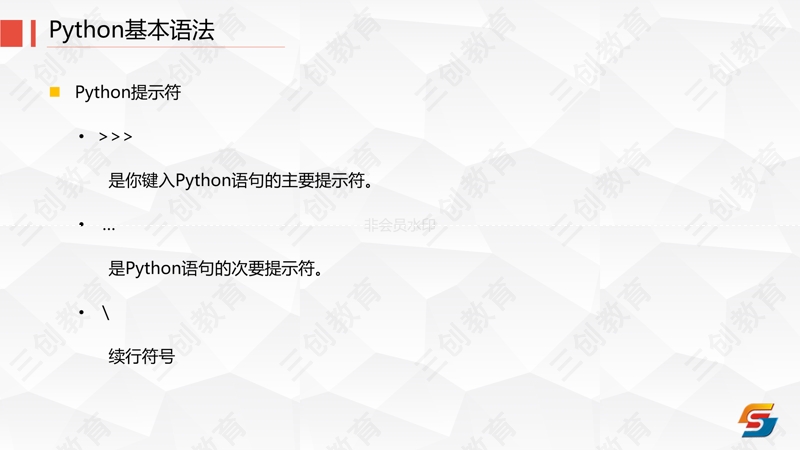 Python基本语法
Python提示符
• >>>
是你键入Python语句的主要提示符。
• ...
是Python语句的次要提示符。
• \
续行符号
非会员水印
三创教育